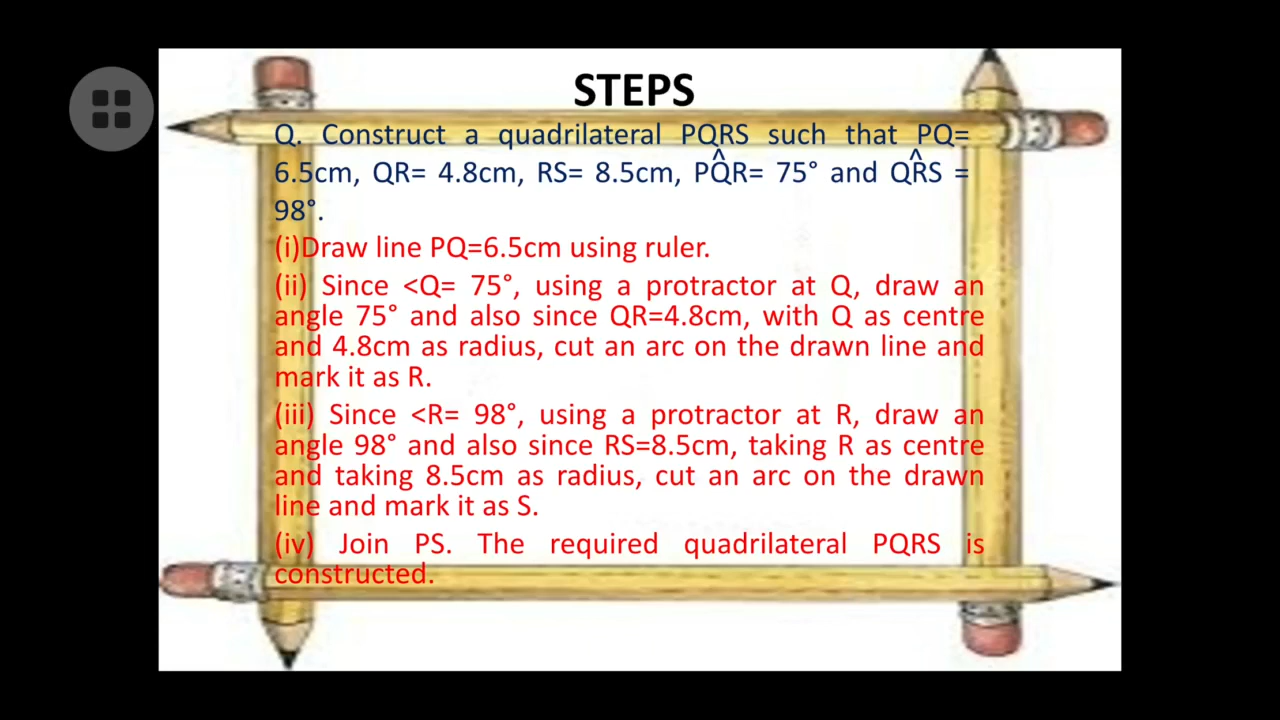 STEPS
Q. Construct a quadrilateral PQRS such that PQ=
6.5cm, QR= 4.8cm, RS= 8.5cm, PQ̂R= 75° and QR̂S =
98°.
(i)Draw line PQ=6.5cm using ruler.
(ii) Since <Q= 75°, using a protractor at Q, draw an
angle 75° and also since QR=4.8cm, with Q as centre
and 4.8cm as radius, cut an arc on the drawn line and
mark it as R.
(iii) Since <R= 98°, using a protractor at R, draw an
angle 98° and also since RS=8.5cm, taking R as centre
and taking 8.5cm as radius, cut an arc on the drawn
line and mark it as S.
(iv) Join PS. The required quadrilateral PQRS is
constructed.